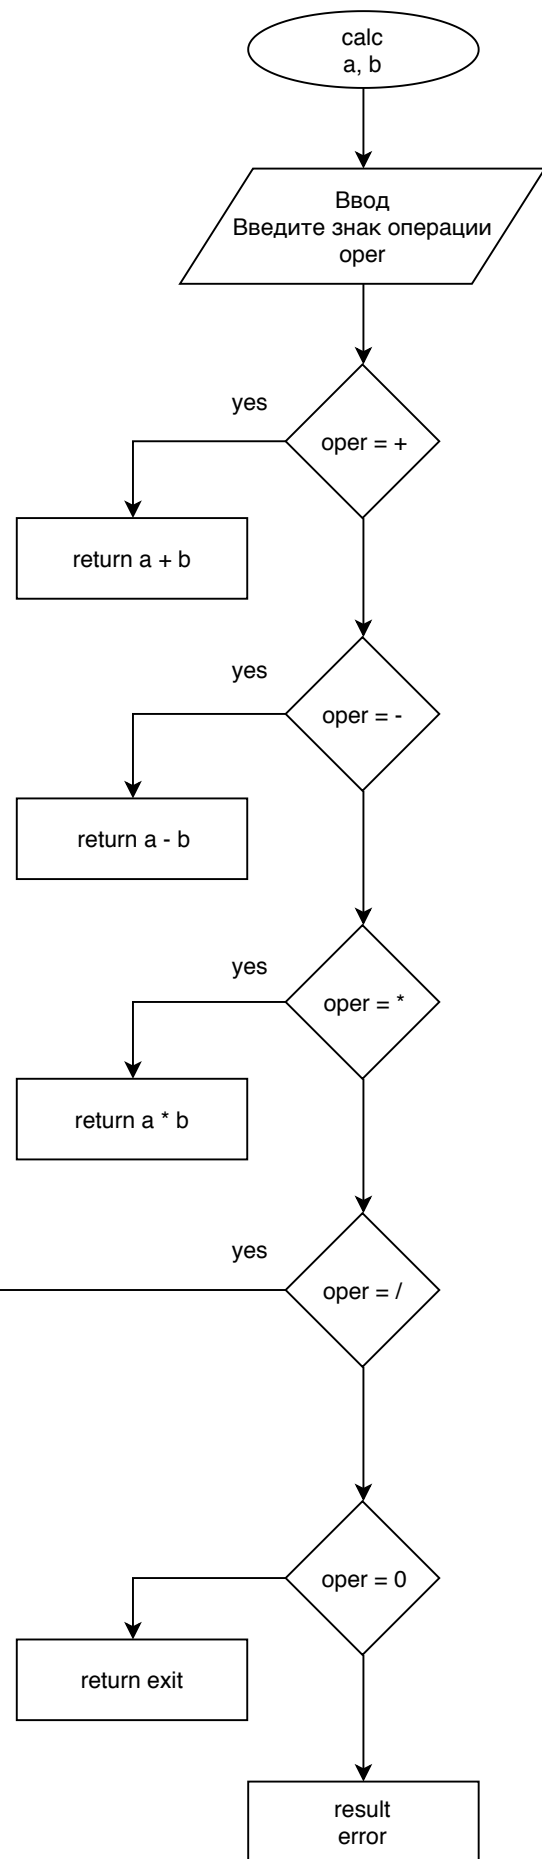 calc
a, b
Ввод
Введите знак операции
oper
yes
oper = +
return a + b
yes
oper = -
return a - b
yes
oper = *
return a * b
yes
oper = /
oper = 0
return exit
result
error